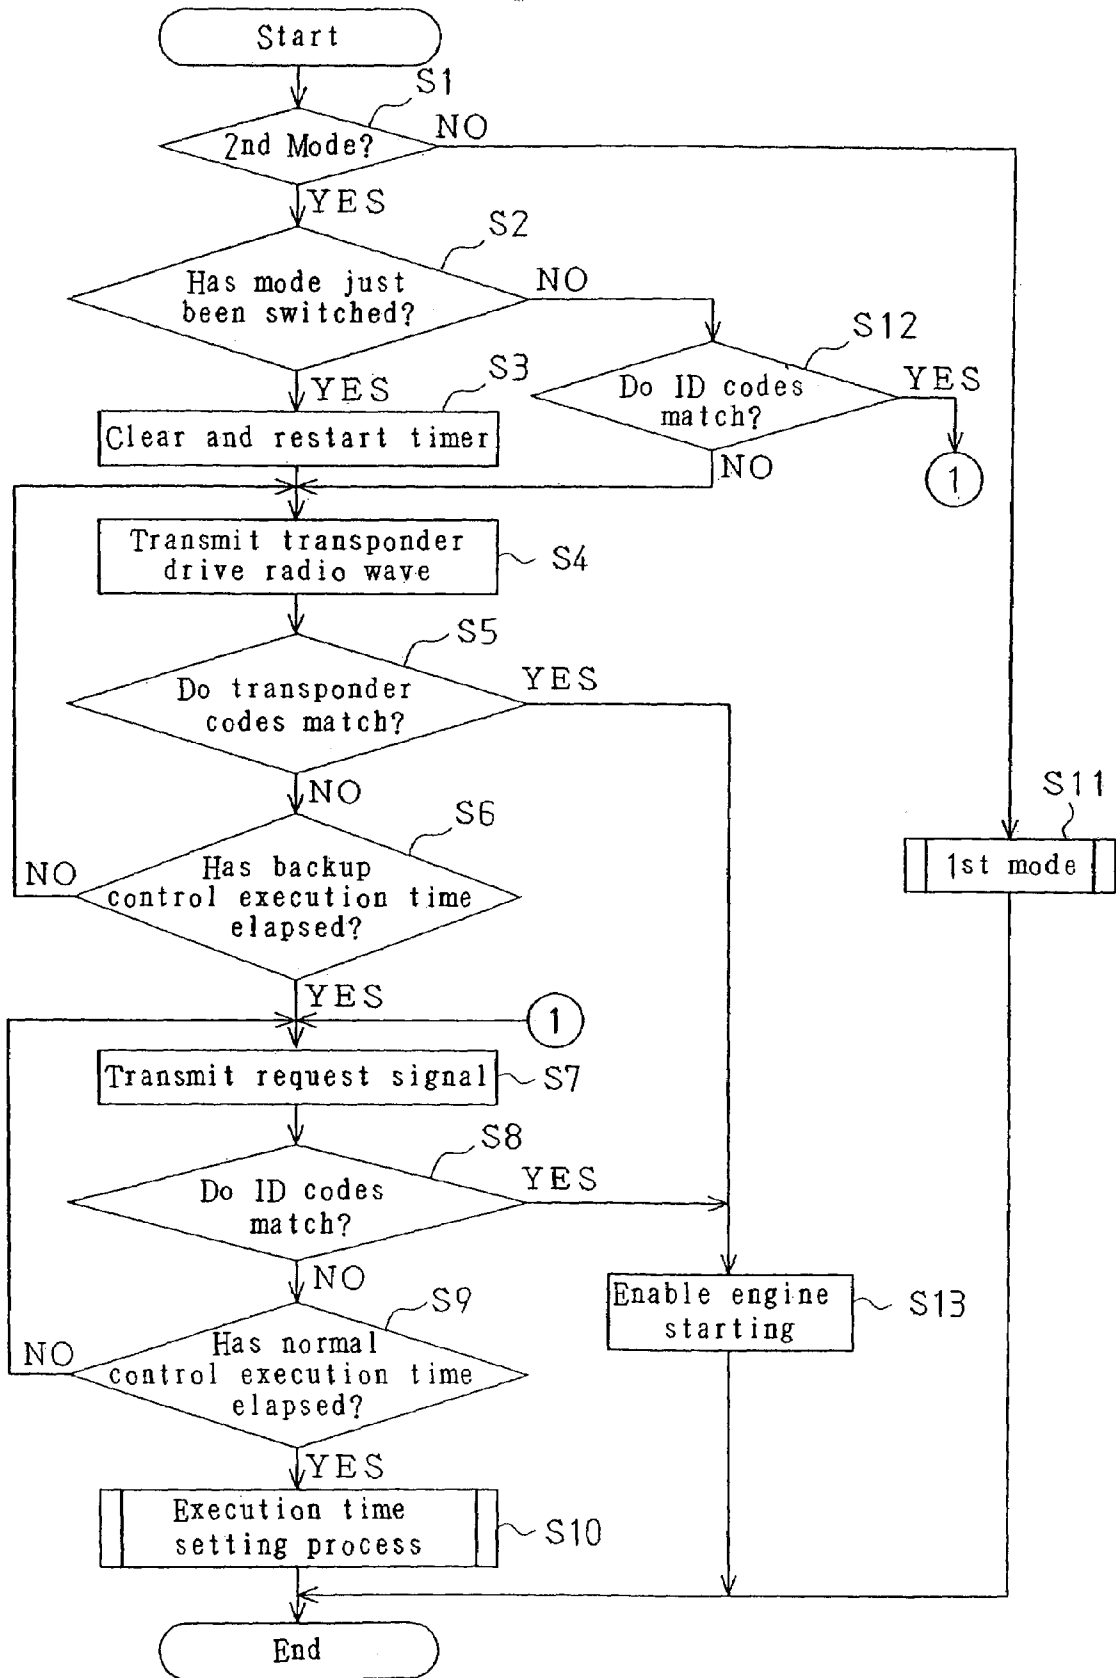 Start
S1
2nd Mode?
NO
YES
S2
Has mode just
been switched?
NO
YES
S12
Do ID codes
match?
YES
NO
1
S3
Clear and restart timer
Transmit transponder
drive radio wave
S4
S5
Do transponder
codes match?
YES
NO
S6
Has backup
control execution time
elapsed?
NO
YES
S11
1st mode
1
Transmit request signal
S7
S8
Do ID codes
match?
YES
NO
S9
Has normal
control execution time
elapsed?
NO
YES
Enable engine
starting
S13
Execution time
setting process
S10
End